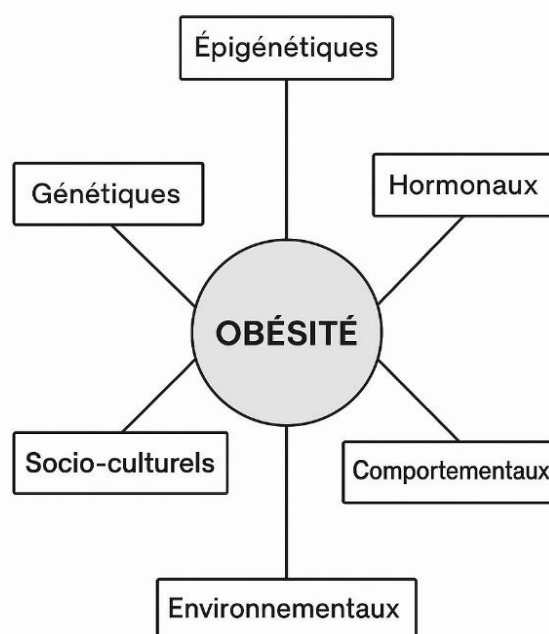 Épigénétiques
Génétiques
Hormonaux
OBÉSITÉ
Socio-culturels
Comportementaux
Environnementaux